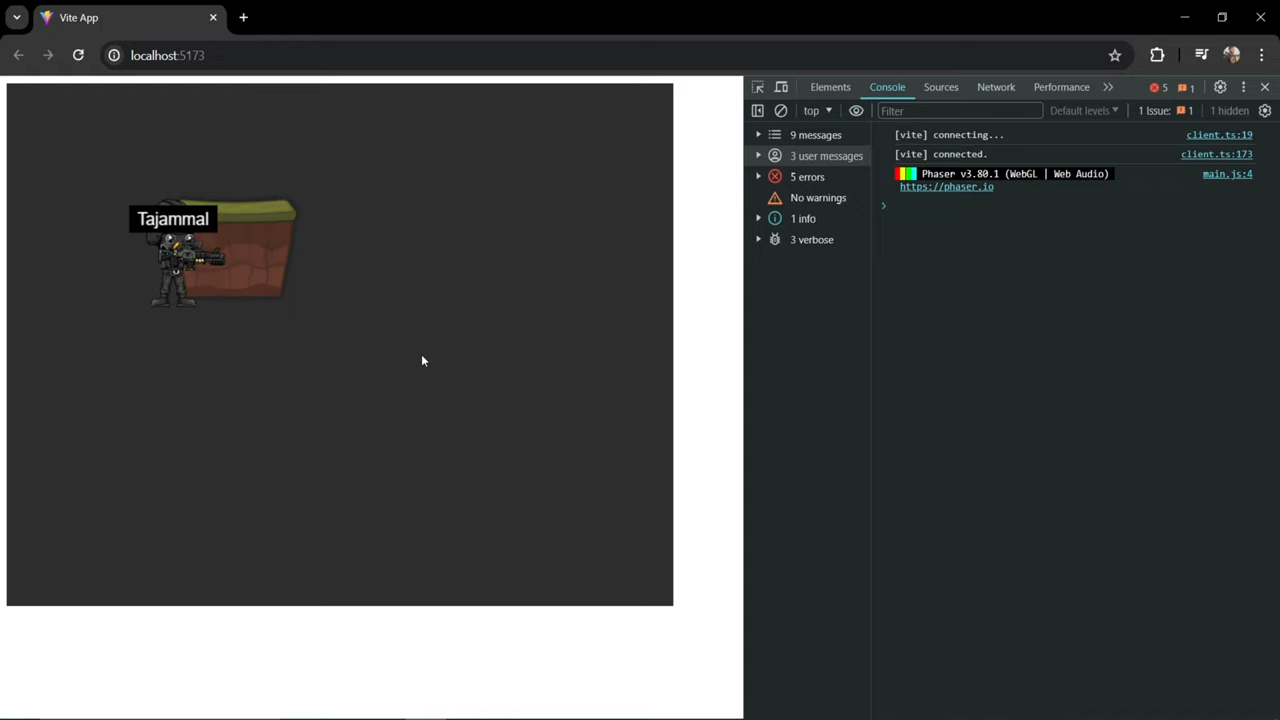 Vite App
localhost:5173
Elements
Console
Sources
Network
Performance
5
1
top
Filter
Default levels
1 Issue:
1
1 hidden
9 messages
3 user messages
5 errors
No warnings
1 info
3 verbose
[vite] connecting...
client.ts:19
[vite] connected.
client.ts:173
Phaser v3.80.1 (WebGL | Web Audio)
main.js:4
https://phaser.io
Tajammal